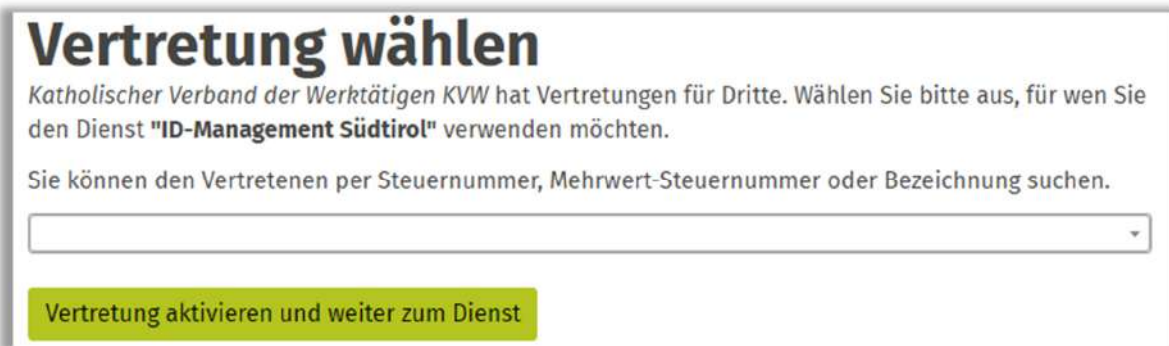 Vertretung wählen
Katholischer Verband der Werktätigen KVW hat Vertretungen für Dritte. Wählen Sie bitte aus, für wen Sie
den Dienst "ID-Management Südtirol" verwenden möchten.
Sie können den Vertretenen per Steuernummer, Mehrwert-Steuernummer oder Bezeichnung suchen.
Vertretung aktivieren und weiter zum Dienst